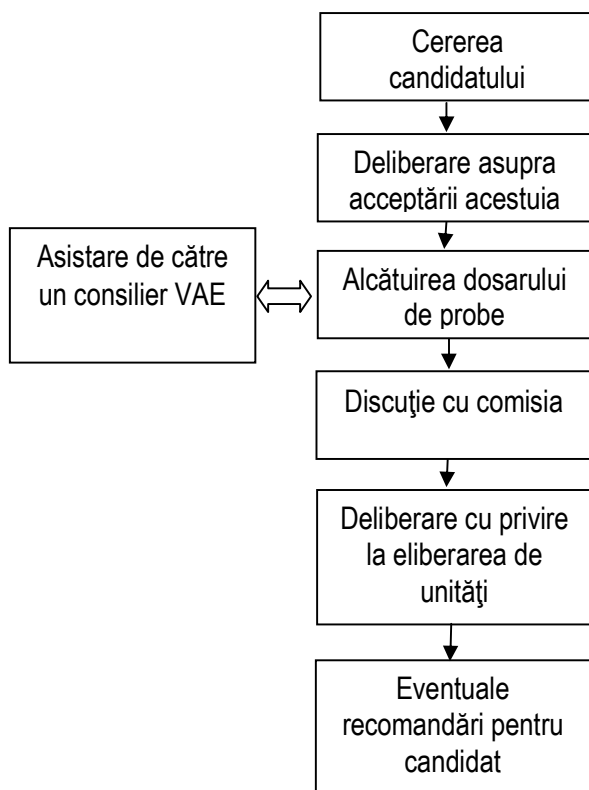 Cererea
candidatului
Deliberare asupra
acceptării acestuia
Asistare de către
un consilier VAE
Alcătuirea dosarului
de probe
Discuţie cu comisia
Deliberare cu privire
la eliberarea de
unităţi
Eventuale
recomandări pentru
candidat